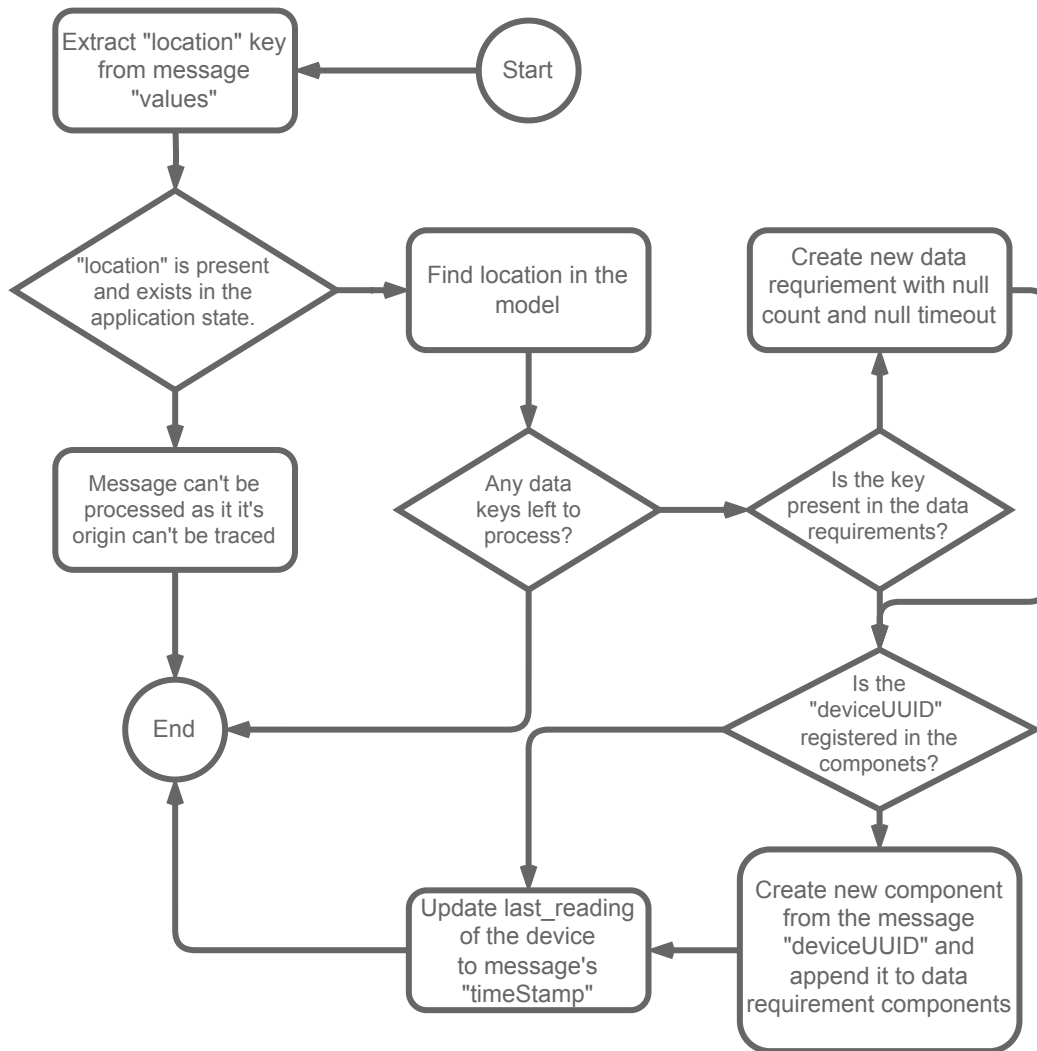 Extract "location" key
from message
"values"
Start
"location" is present
and exists in the
application state.
Find location in the
model
Create new data
requriement with null
count and null timeout
Message can't be
processed as it it's
origin can't be traced
Any data
keys left to
process?
Is the key
present in the data
requirements?
End
Is the
"deviceUUID"
registered in the
componets?
Update last_reading
of the device
to message's
"timeStamp"
Create new component
from the message
"deviceUUID" and
append it to data
requirement components